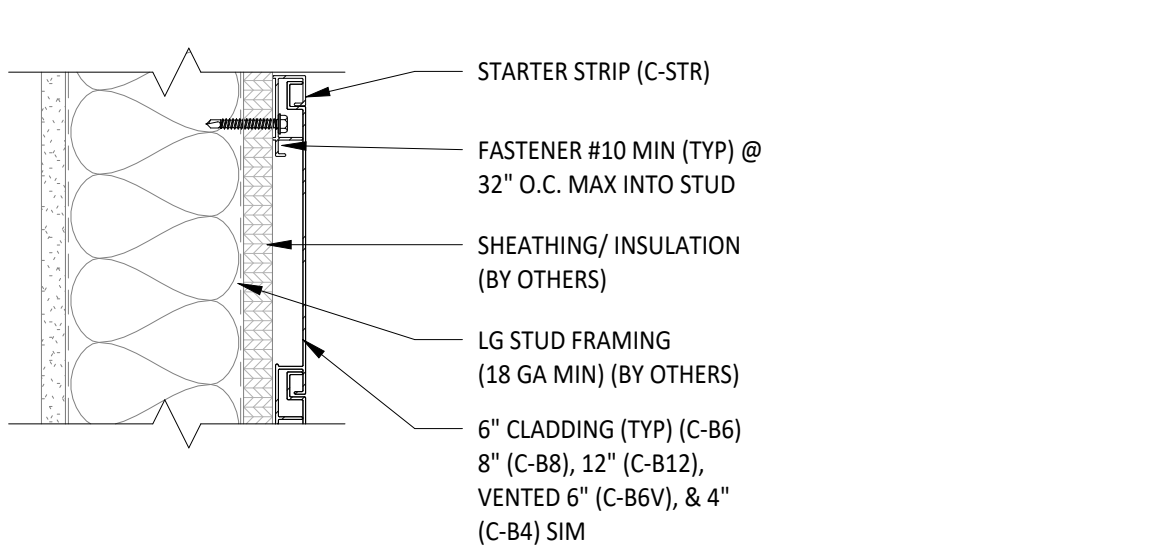 STARTER STRIP (C-STR)
FASTENER #10 MIN (TYP) @
32" O.C. MAX INTO STUD
SHEATHING/ INSULATION
(BY OTHERS)
LG STUD FRAMING
(18 GA MIN) (BY OTHERS)
6" CLADDING (TYP) (C-B6)
8" (C-B8), 12" (C-B12),
VENTED 6" (C-B6V), & 4"
(C-B4) SIM